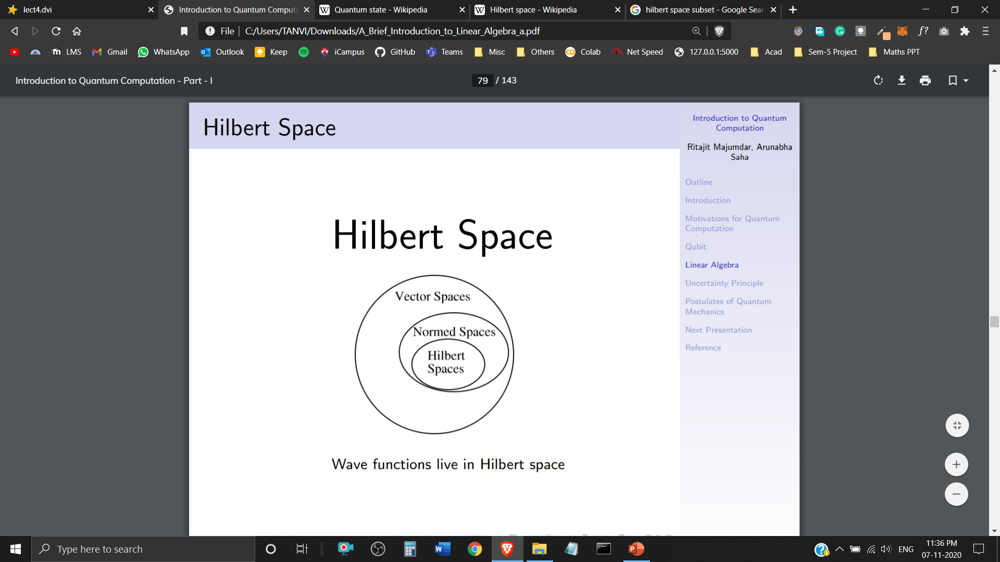 lect4.dvi
Introduction to Quantum Computa
Quantum state - Wikipedia
Hilbert space - Wikipedia
hilbert space subset - Google Sear
File
C:/Users/TANVI/Downloads/A_Brief_Introduction_to_Linear_Algebra_a.pdf
f?
LMS
Gmail
WhatsApp
Outlook
Keep
iCampus
GitHub
Teams
Misc
Others
Colab
Net Speed
127.0.0.1:5000
Acad
Sem-5 Project
Maths PPT
Introduction to Quantum Computation - Part - I
79 / 143
Hilbert Space
Hilbert Space
Vector Spaces
Normed Spaces
Hilbert
Spaces
Wave functions live in Hilbert space
Introduction to Quantum
Computation
Ritajit Majumdar, Arunabha
Saha
Outline
Introduction
Motivations for Quantum
Computation
Qubit
Linear Algebra
Uncertainty Principle
Postulates of Quantum
Mechanics
Next Presentation
Reference
Type here to search
ENG
11:36 PM
07-11-2020